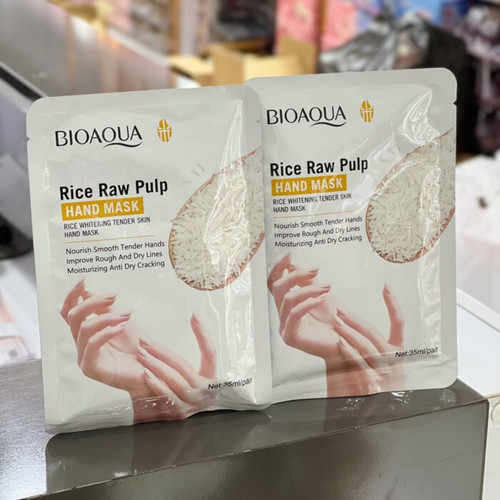 BIOAQUA
Rice Raw Pulp
HAND MASK
RICE WHITENING TENDER SKIN
HAND MASK
Nourish Smooth Tender Hands
Improve Rough And Dry Lines
Moisturizing Anti Dry Cracking
Net:35ml/pair
BIOAQUA
Rice Raw Pulp
HAND MASK
RICE WHITENING TENDER SKIN
HAND MASK
Nourish Smooth Tender Hands
Improve Rough And Dry Lines
Moisturizing Anti Dry Cracking
Net:35ml/pair